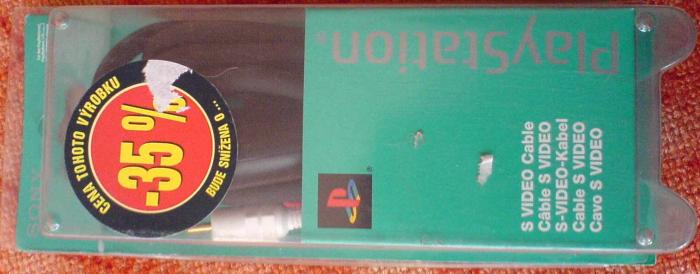 PlayStation
S VIDEO Cable
Câble S VIDEO
S-VIDEO-Kabel
Cable S VIDEO
Cavo S VIDEO
SONY
CENA TOHOTO VÝROBKU
-35 %
BUDE SNÍŽENA O...